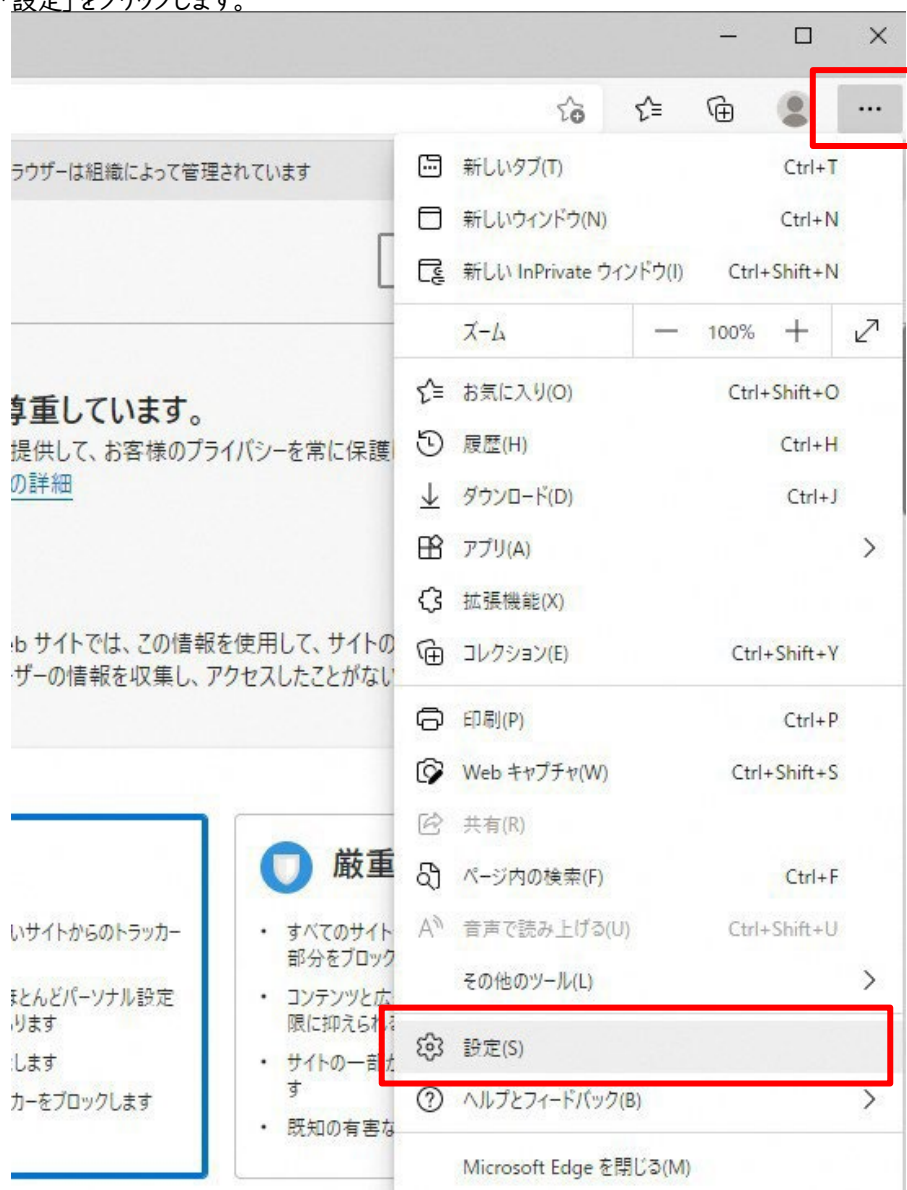 「設定」をクリックします。
ラウザーは組織によって管理されています
新しいタブ(T) Ctrl+T
新しいウィンドウ(N) Ctrl+N
新しい InPrivate ウィンドウ(I) Ctrl+Shift+N
ズーム 100%
お気に入り(O) Ctrl+Shift+O
尊重しています。
提供して、お客様のプライバシーを常に保護
の詳細
履歴(H) Ctrl+H
ダウンロード(D) Ctrl+J
アプリ(A)
拡張機能(X)
コレクション(E) Ctrl+Shift+Y
eb サイトでは、この情報を使用して、サイトの
ーザーの情報を収集し、アクセスしたことがない
印刷(P) Ctrl+P
Web キャプチャ(W) Ctrl+Shift+S
共有(R)
ページ内の検索(F) Ctrl+F
音声で読み上げる(U) Ctrl+Shift+U
その他のツール(L)
設定(S)
ヘルプとフィードバック(B)
Microsoft Edge を閉じる(M)
いサイトからのトラッカー
ほとんどパーソナル設定
ります
します
カーをブロックします
厳重
・ すべてのサイト
部分をブロック
・ コンテンツと広
限に抑えられる
・ サイトの一部が
す
・ 既知の有害な